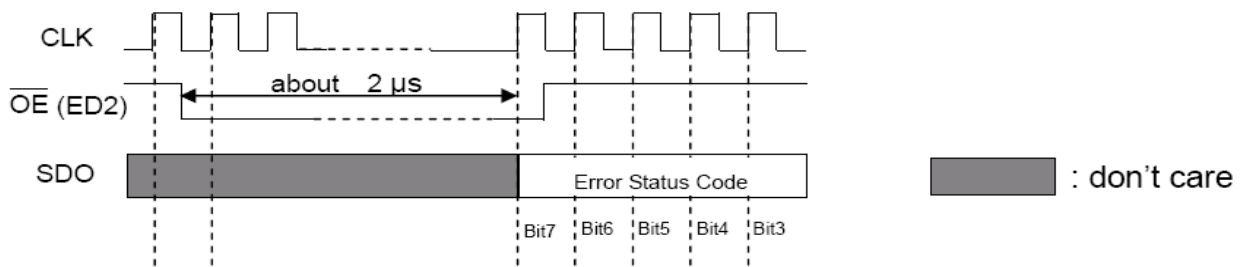 CLK
about 2 μs
OE (ED2)
SDO
Error Status Code
: don't care
Bit7 Bit6 Bit5 Bit4 Bit3